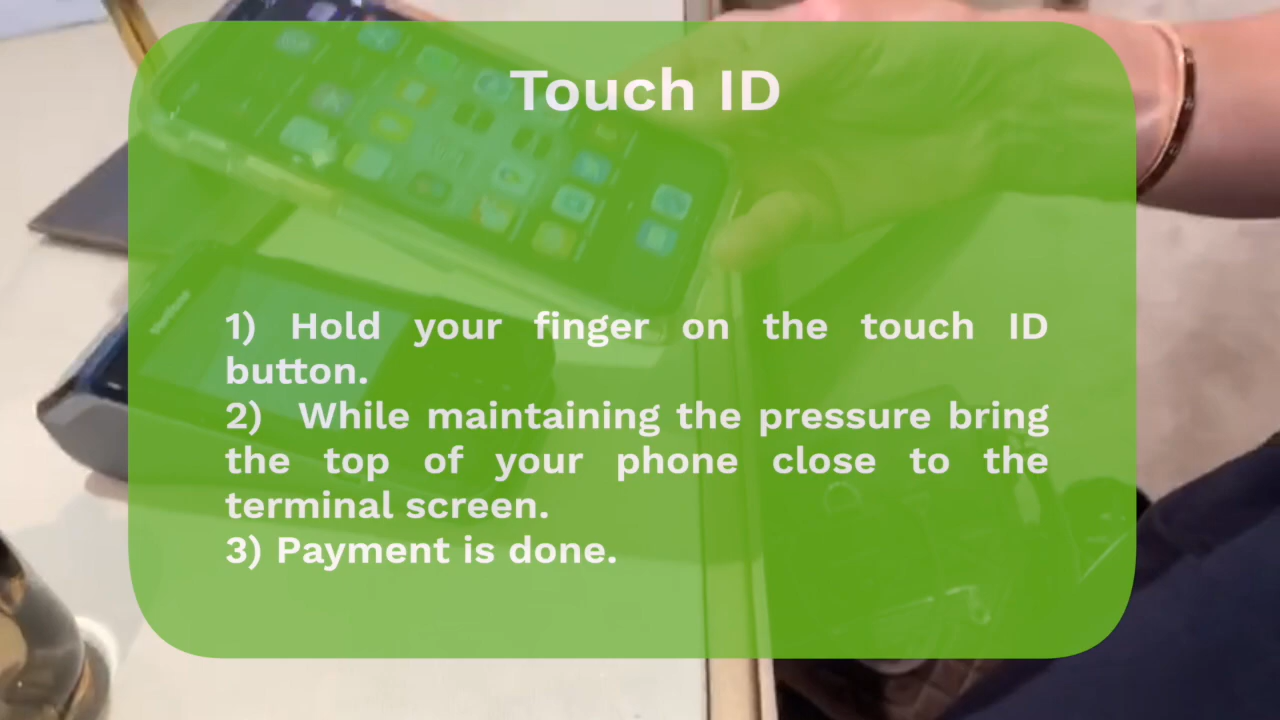 Touch ID
1) Hold your finger on the touch ID
button.
2) While maintaining the pressure bring
the top of your phone close to the
terminal screen.
3) Payment is done.